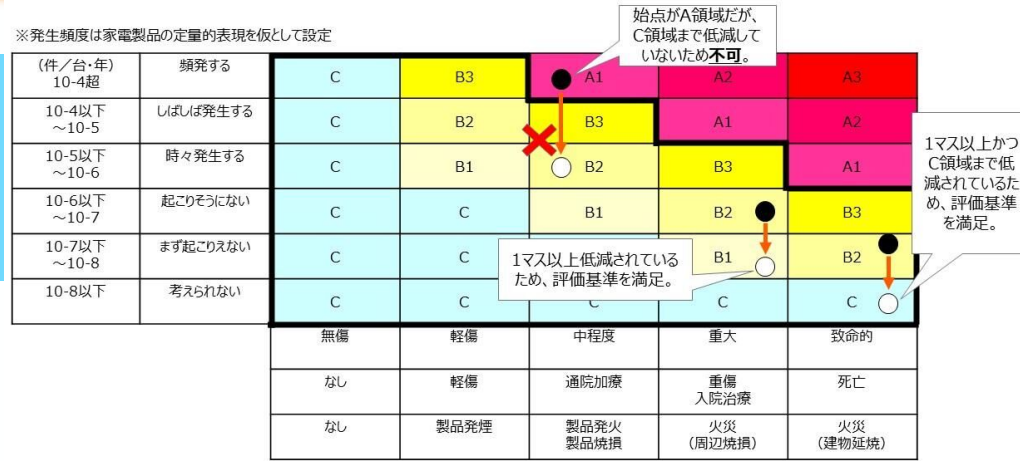 ※発生頻度は家電製品の定量的表現を仮として設定
始点がA領域だが、
C領域まで低減して
いないため不可。
(件/台・年)
10-4超
頻発する
C
B3
A1
A2
A3
10-4以下
~10-5
しばしば発生する
C
B2
B3
A1
A2
10-5以下
~10-6
時々発生する
C
B1
B2
B3
A1
1マス以上かつ
C領域まで低
減されているた
め、評価基準
を満足。
10-6以下
~10-7
起こりそうにない
C
C
B1
B2
B3
10-7以下
~10-8
まず起こりえない
C
C
B1
B2
1マス以上低減されている
ため、評価基準を満足。
10-8以下
考えられない
C
C
C
C
C
無傷
軽傷
中程度
重大
致命的
なし
軽傷
通院加療
重傷
入院治療
死亡
なし
製品発煙
製品発火
製品焼損
火災
(周辺焼損)
火災
(建物延焼)